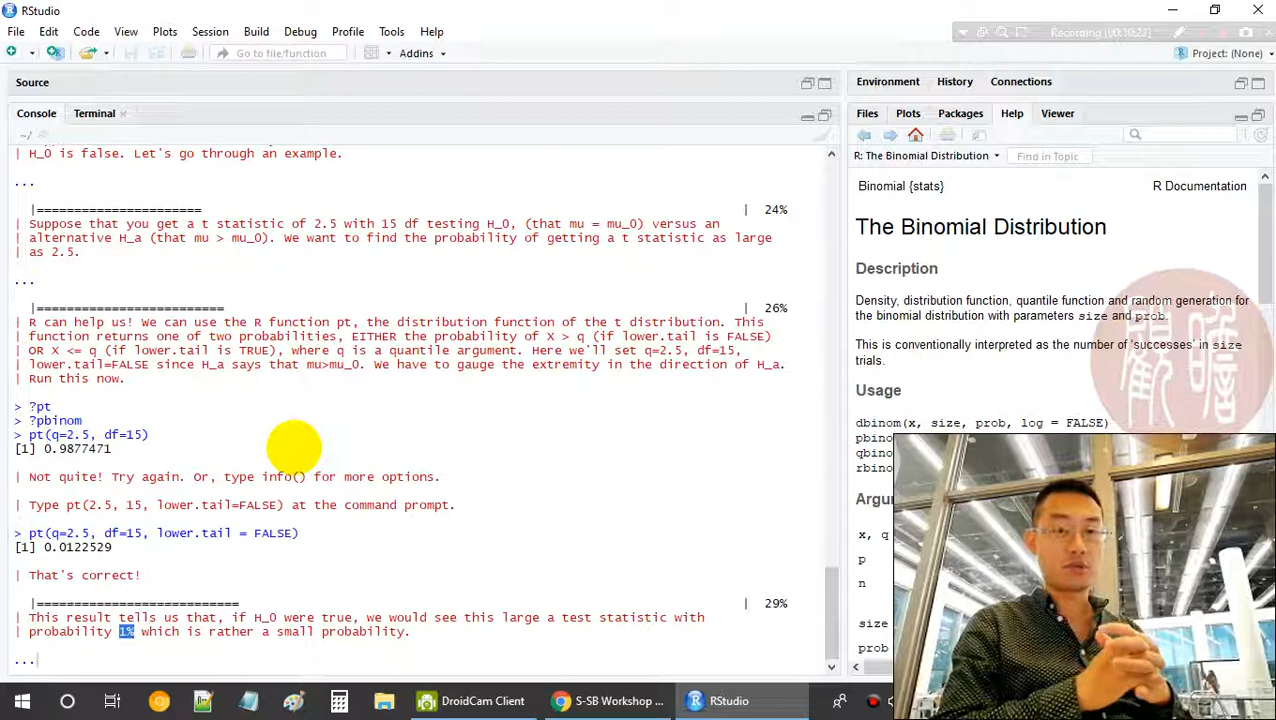 RStudio
File Edit Code View Plots Session Build Debug Profile Tools Help
Recording [00:10:22]
Go to file/function
Addins
Project: (None)
Source
Environment History Connections
Console Terminal
Files Plots Packages Help Viewer
~/
R: The Binomial Distribution Find in Topic
| H_0 is false. Let's go through an example.
...
|====================== | 24%
| Suppose that you get a t statistic of 2.5 with 15 df testing H_0, (that mu = mu_0) versus an
| alternative H_a (that mu > mu_0). We want to find the probability of getting a t statistic as large
| as 2.5.
...
|========================= | 26%
| R can help us! We can use the R function pt, the distribution function of the t distribution. This
| function returns one of two probabilities, EITHER the probability of X > q (if lower.tail is FALSE)
| OR X <= q (if lower.tail is TRUE), where q is a quantile argument. Here we'll set q=2.5, df=15,
| lower.tail=FALSE since H_a says that mu>mu_0. We have to gauge the extremity in the direction of H_a.
| Run this now.
> ?pt
> ?pbinom
> pt(q=2.5, df=15)
[1] 0.9877471
| Not quite! Try again. Or, type info() for more options.
| Type pt(2.5, 15, lower.tail=FALSE) at the command prompt.
> pt(q=2.5, df=15, lower.tail = FALSE)
[1] 0.0122529
| That's correct!
|=========================== | 29%
| This result tells us that, if H_0 were true, we would see this large a test statistic with
| probability 1% which is rather a small probability.
...
Binomial {stats} R Documentation
The Binomial Distribution
Description
Density, distribution function, quantile function and random generation for
the binomial distribution with parameters size and prob.
This is conventionally interpreted as the number of 'successes' in size
trials.
Usage
dbinom(x, size, prob, log = FALSE)
pbino
qbino
rbino
Argu
x, q
p
n
size
prob
DroidCam Client
S-SB Workshop ...
RStudio